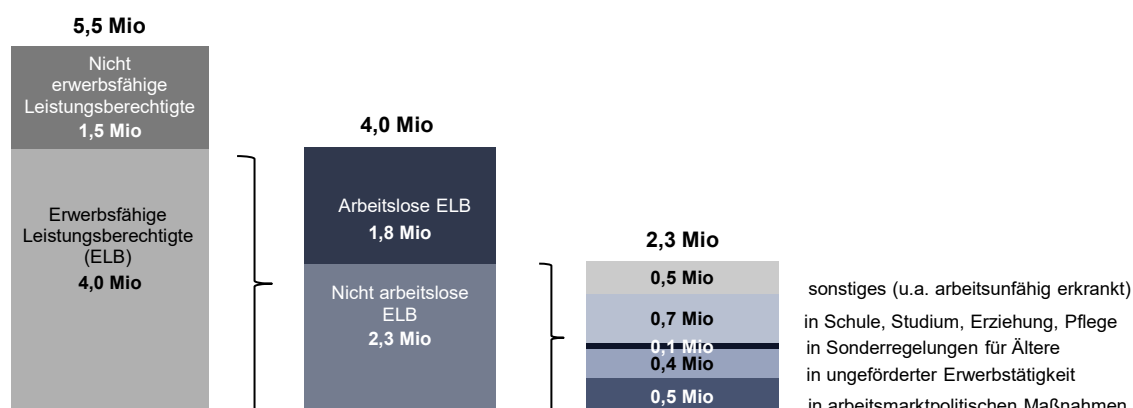 5,5 Mio
Nicht
erwerbsfähige
Leistungsberechtigte
1,5 Mio
Erwerbsfähige
Leistungsberechtigte
(ELB)
4,0 Mio
4,0 Mio
Arbeitslose ELB
1,8 Mio
Nicht arbeitslose
ELB
2,3 Mio
2,3 Mio
0,5 Mio
sonstiges (u.a. arbeitsunfähig erkrankt)
0,7 Mio
in Schule, Studium, Erziehung, Pflege
0,1 Mio
in Sonderregelungen für Ältere
0,4 Mio
in ungeförderter Erwerbstätigkeit
0,5 Mio
in arbeitsmarktpolitischen Maßnahmen